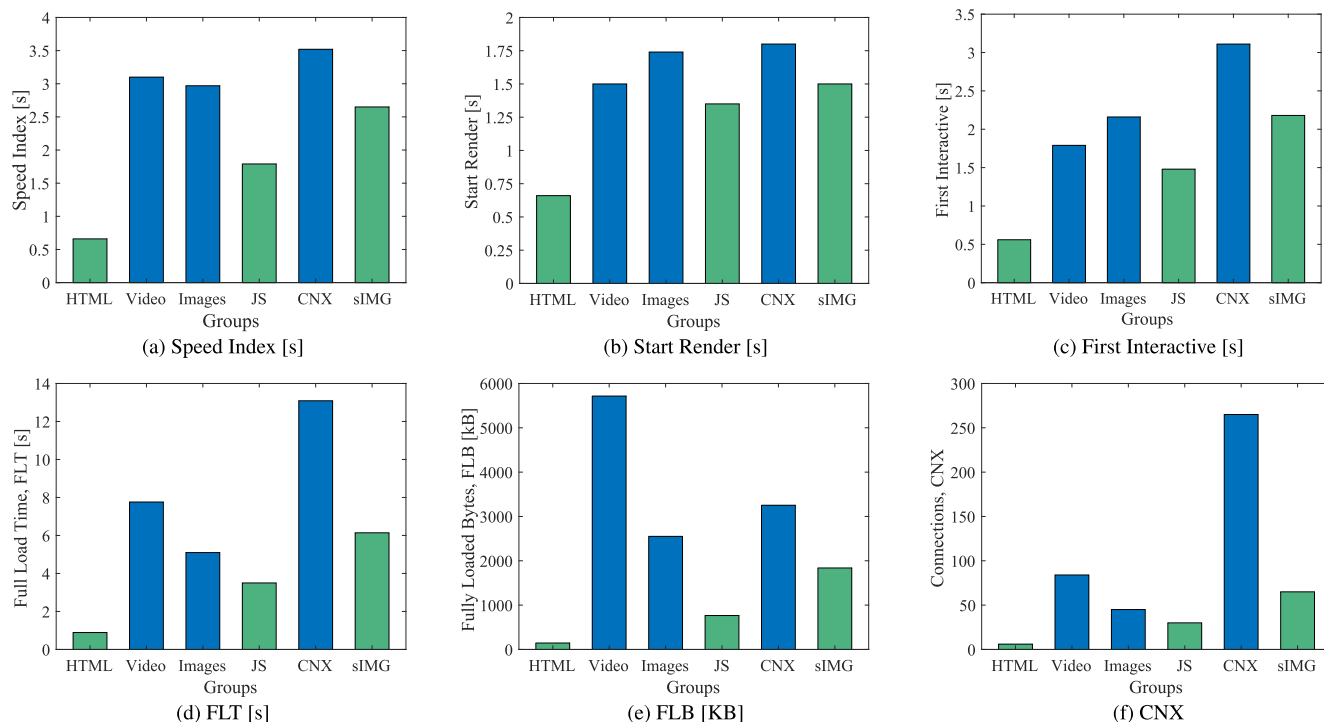 4
3.5
3
2.5
2
1.5
1
0.5
0
Speed Index [s]
HTML Video Images JS CNX sIMG
Groups
(a) Speed Index [s]
2
1.75
1.5
1.25
1
0.75
0.5
0.25
0
Start Render [s]
HTML Video Images JS CNX sIMG
Groups
(b) Start Render [s]
3.5
3
2.5
2
1.5
1
0.5
0
First Interactive [s]
HTML Video Images JS CNX sIMG
Groups
(c) First Interactive [s]
14
12
10
8
6
4
2
0
Full Load Time, FLT [s]
HTML Video Images JS CNX sIMG
Groups
(d) FLT [s]
6000
5000
4000
3000
2000
1000
0
Fully Loaded Bytes, FLB [kB]
HTML Video Images JS CNX sIMG
Groups
(e) FLB [KB]
300
250
200
150
100
50
0
Connections, CNX
HTML Video Images JS CNX sIMG
Groups
(f) CNX